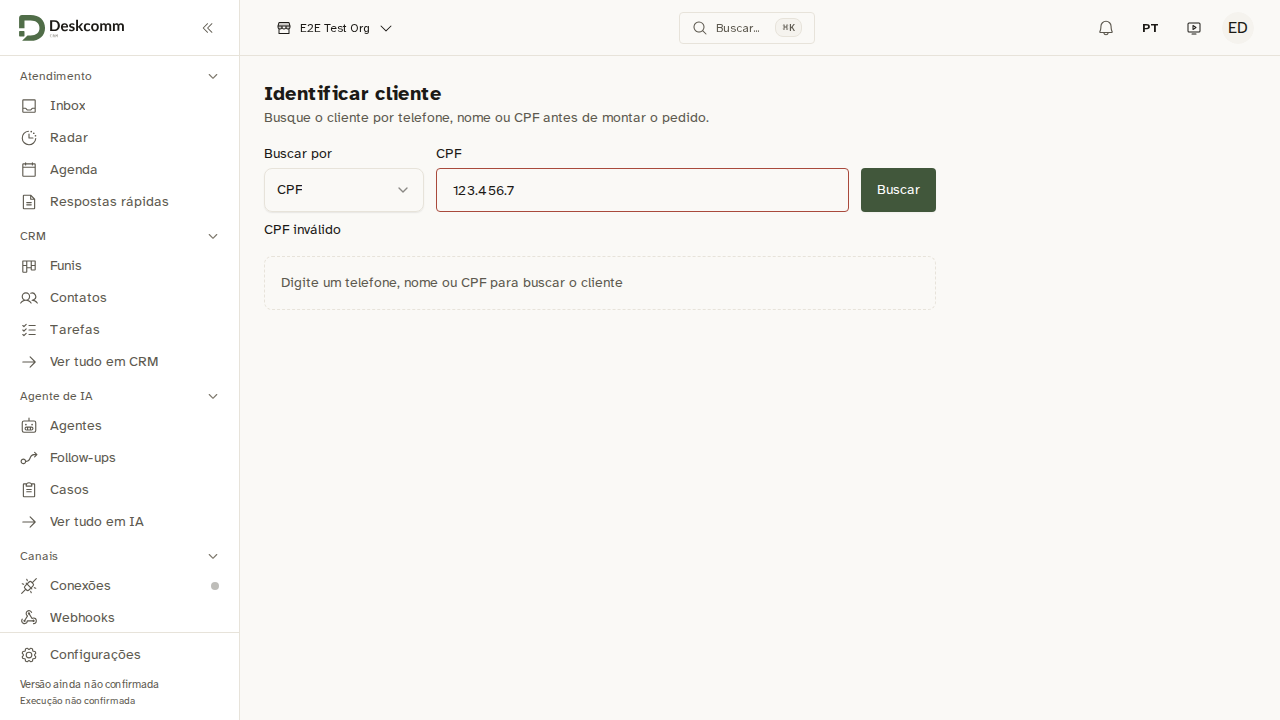 Deskcomm
E2E Test Org
Buscar...
⌘K
PT
ED
Atendimento
Inbox
Radar
Agenda
Respostas rápidas
CRM
Funis
Contatos
Tarefas
Ver tudo em CRM
Agente de IA
Agentes
Follow-ups
Casos
Ver tudo em IA
Canais
Conexões
Webhooks
Configurações
Versão ainda não confirmada
Execução não confirmada
Identificar cliente
Busque o cliente por telefone, nome ou CPF antes de montar o pedido.
Buscar por
CPF
CPF
123.456.7
Buscar
CPF inválido
Digite um telefone, nome ou CPF para buscar o cliente